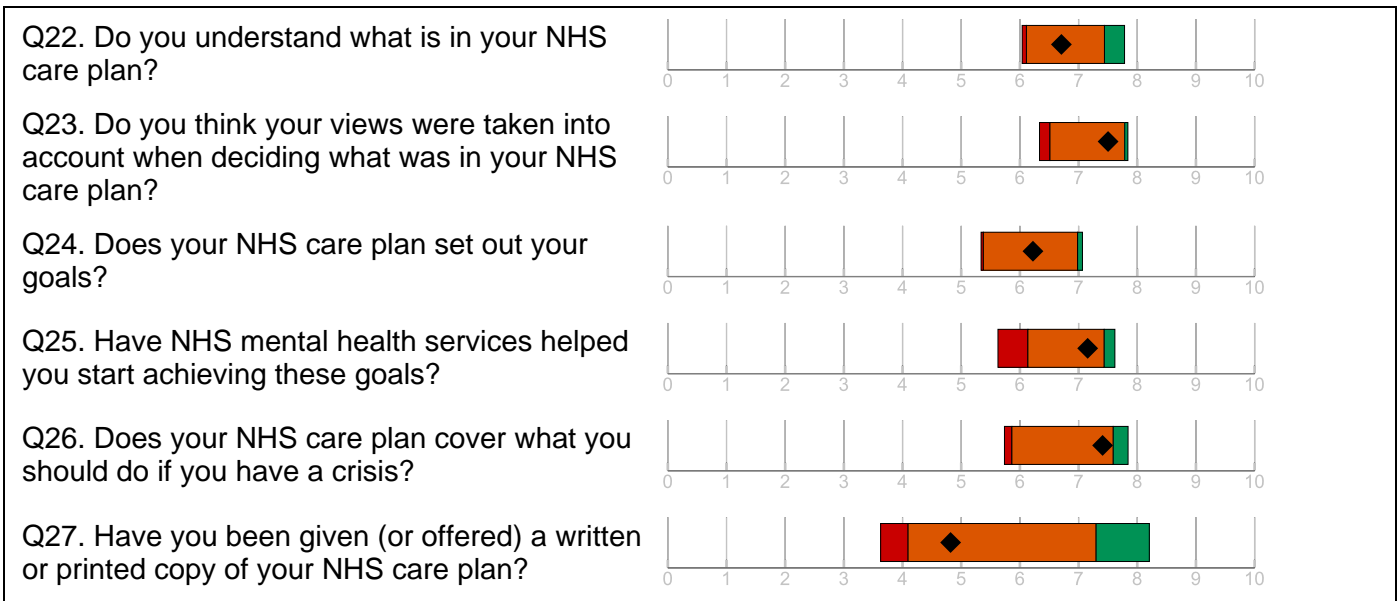 Q22. Do you understand what is in your NHS
care plan?
0 1 2 3 4 5 6 7 8 9 10
Q23. Do you think your views were taken into
account when deciding what was in your NHS
care plan?
0 1 2 3 4 5 6 7 8 9 10
Q24. Does your NHS care plan set out your
goals?
0 1 2 3 4 5 6 7 8 9 10
Q25. Have NHS mental health services helped
you start achieving these goals?
0 1 2 3 4 5 6 7 8 9 10
Q26. Does your NHS care plan cover what you
should do if you have a crisis?
0 1 2 3 4 5 6 7 8 9 10
Q27. Have you been given (or offered) a written
or printed copy of your NHS care plan?
0 1 2 3 4 5 6 7 8 9 10